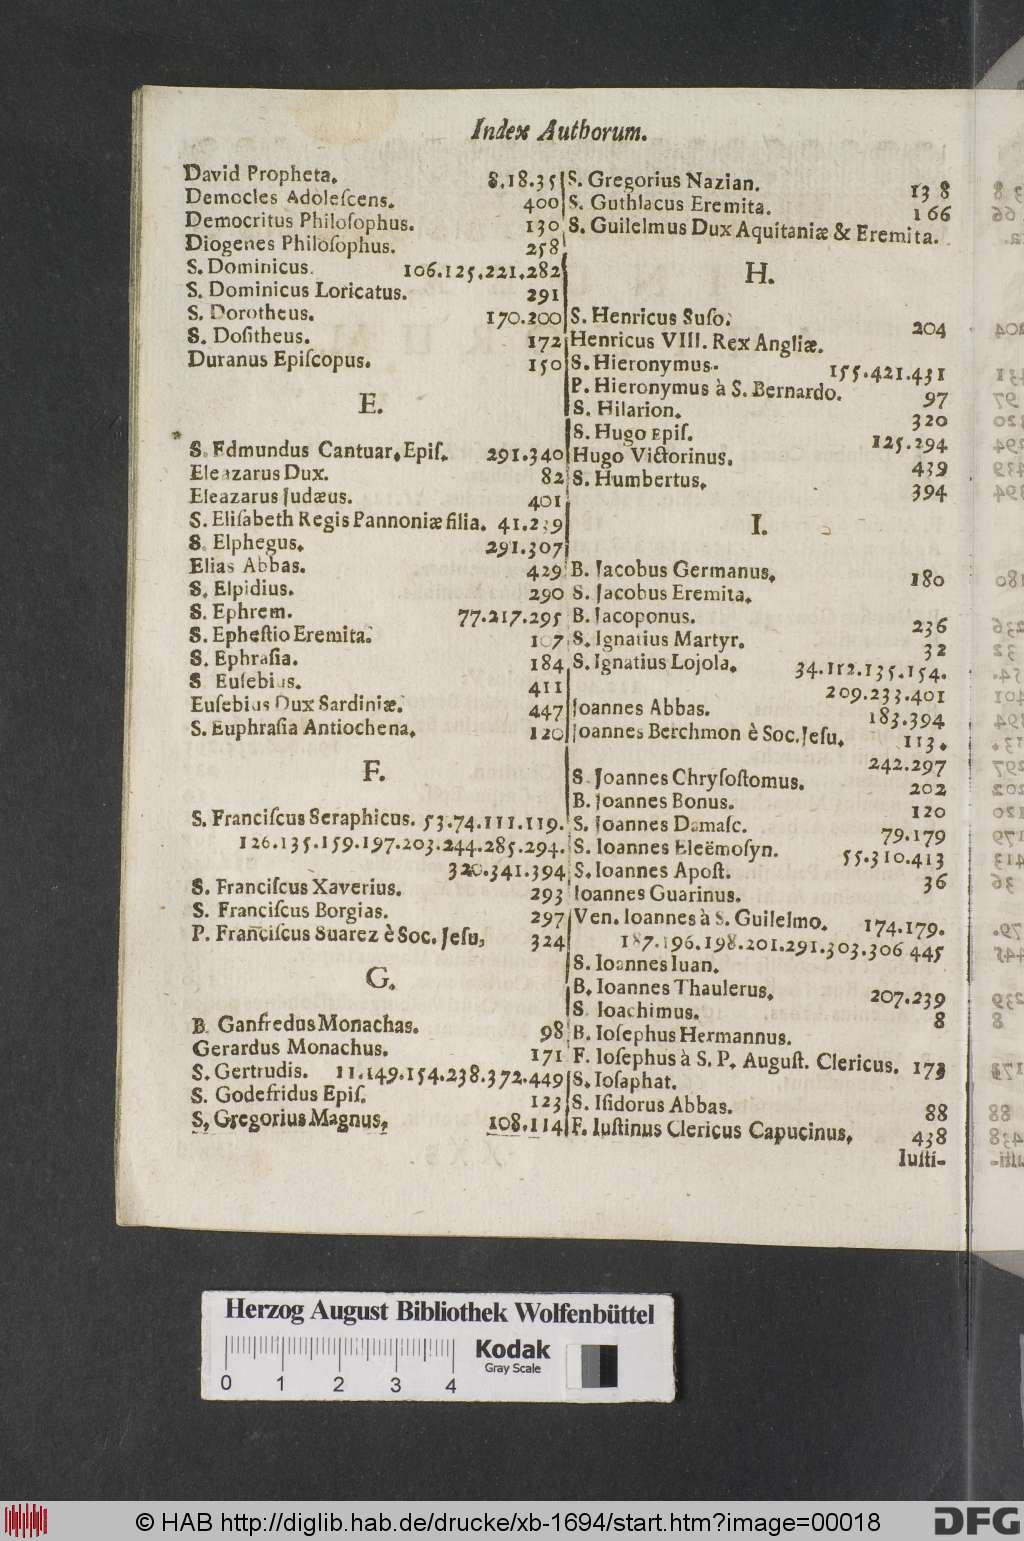 Index Authorum.
David Propheta. 8.18.35
Democles Adoleſcens. 400
Democritus Philoſophus. 130
Diogenes Philoſophus. 258
S. Dominicus. 106.125.221.282
S. Dominicus Loricatus. 291
S. Dorotheus. 170.200
S. Doſitheus. 172
Duranus Epiſcopus. 150
E.
S. Edmundus Cantuar. Epiſ. 291.340
Eleazarus Dux. 82
Eleazarus Judæus. 401
S. Eliſabeth Regis Pannoniæ filia. 41.239
S. Elphegus. 291.307
Elias Abbas. 429
S. Elpidius. 290
S. Ephrem. 77.217.295
S. Epheſtio Eremita. 107
S. Ephraſia. 184
S Euſebius. 411
Euſebius Dux Sardiniæ. 447
S. Euphraſia Antiochena. 120
F.
S. Franciſcus Seraphicus. 53.74.111.119.
126.135.159.197.203.244.285.294.
320.341.394
S. Franciſcus Xaverius. 293
S. Franciſcus Borgias. 297
P. Franciſcus Suarez è Soc. Jeſu, 324
G.
B. Ganfredus Monachas. 98
Gerardus Monachus. 171
S. Gertrudis. 11.149.154.238.372.449
S. Godefridus Epiſ. 123
S. Gregorius Magnus. 108.114
S. Gregorius Nazian. 138
S. Guthlacus Eremita. 166
S. Guilelmus Dux Aquitaniæ & Eremita.
H.
S. Henricus Suſo. 204
Henricus VIII. Rex Angliæ.
S. Hieronymus. 155.421.431
P. Hieronymus à S. Bernardo. 97
S. Hilarion. 320
S. Hugo Epiſ. 125.294
Hugo Victorinus. 439
S. Humbertus. 394
I.
B. Jacobus Germanus. 180
S. Jacobus Eremita.
B. Jacoponus. 236
S. Ignatius Martyr. 32
S. Ignatius Lojola. 34.112.135.154.
209.233.401
Joannes Abbas. 183.394
Joannes Berchmon è Soc. Jeſu. 113.
242.297
S. Joannes Chryſoſtomus. 202
B. Joannes Bonus. 120
S. Joannes Damaſc. 79.179
S. Ioannes Eleëmoſyn. 55.310.413
S. Ioannes Apoſt. 36
Ioannes Guarinus.
Ven. Ioannes à S. Guilelmo. 174.179.
187.196.198.201.291.303.306 445
S. Ioannes Iuan.
B. Ioannes Thaulerus. 207.239
S. Ioachimus. 8
B. Ioſephus Hermannus.
F. Ioſephus à S. P. Auguſt. Clericus. 173
S. Ioſaphat.
S. Iſidorus Abbas. 88
F. Iuſtinus Clericus Capucinus. 438
Iuſti-
Herzog August Bibliothek Wolfenbüttel
Kodak
Gray Scale
0 1 2 3 4
© HAB http://diglib.hab.de/drucke/xb-1694/start.htm?image=00018
DFG